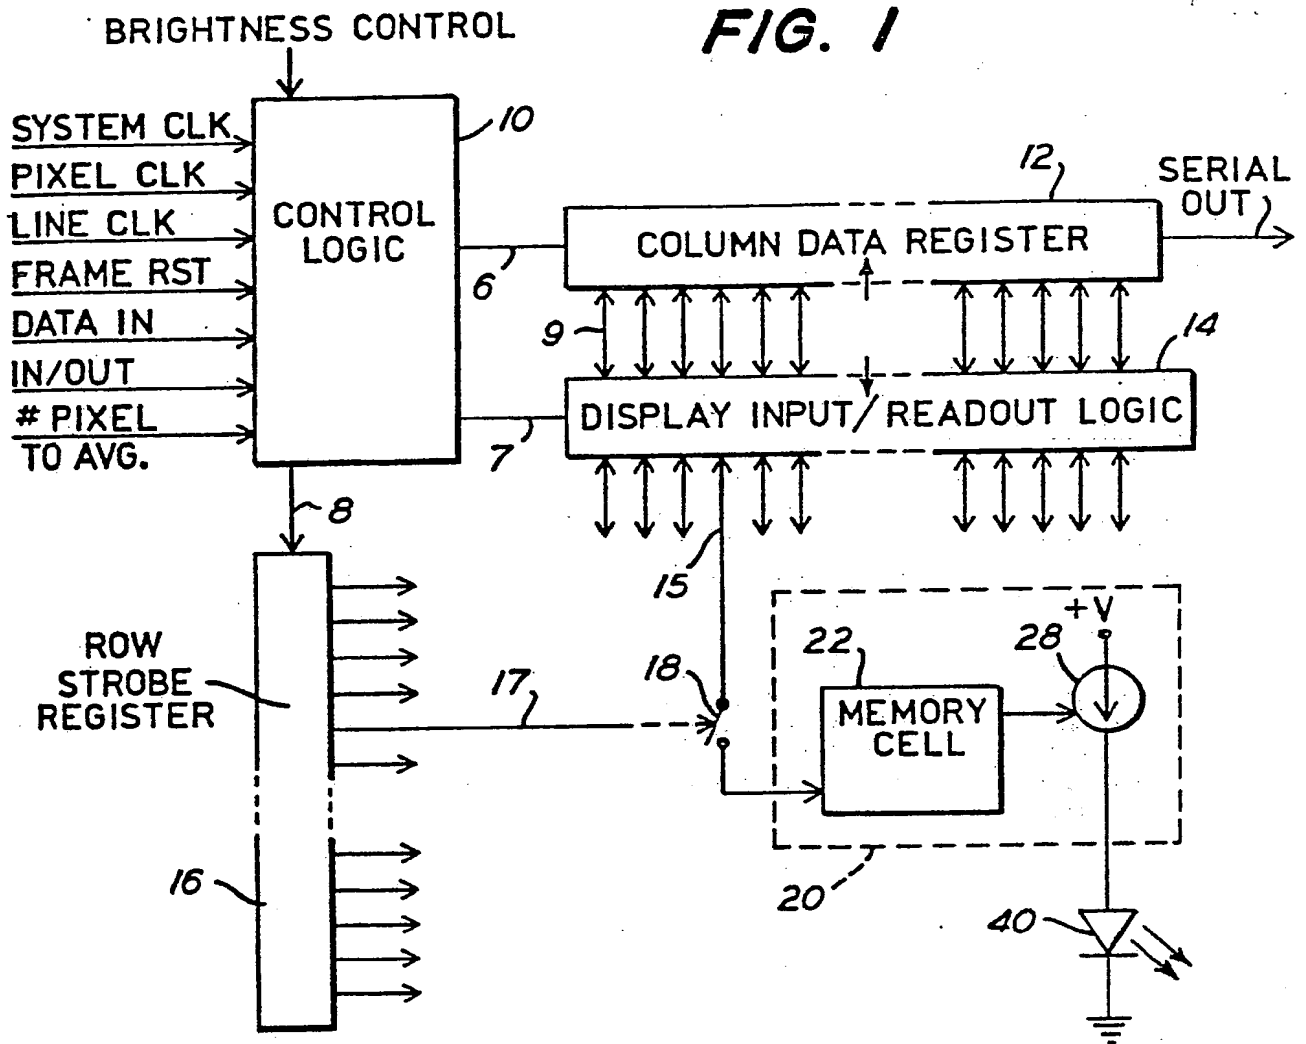 BRIGHTNESS CONTROL
FIG. 1
SYSTEM CLK
PIXEL CLK
LINE CLK
FRAME RST
DATA IN
IN/OUT
# PIXEL
TO AVG.
CONTROL
LOGIC
10
6
7
8
12
COLUMN DATA REGISTER
SERIAL
OUT
9
14
DISPLAY INPUT/READOUT LOGIC
15
ROW
STROBE
REGISTER
16
17
18
22
MEMORY
CELL
+V
28
20
40